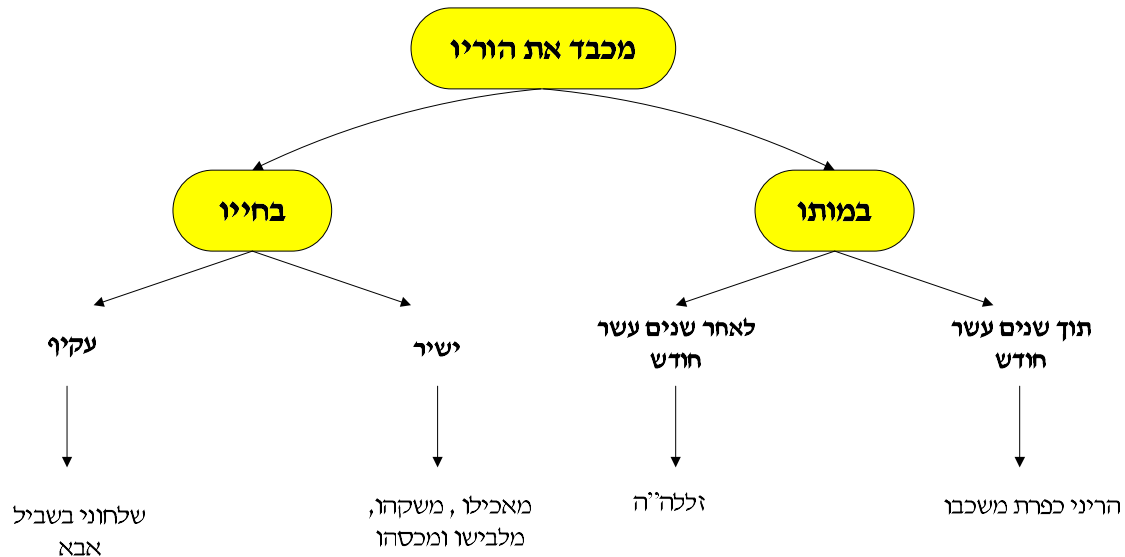 מכבד את הוריו
במותו
בחייו
תוך שנים עשר
חודש
לאחר שנים עשר
חודש
ישיר
עקיף
הריני כפרת משכבו
זללה"ה
מאכילו , משקהו,
מלבישו ומכסהו
שלחוני בשביל
אבא